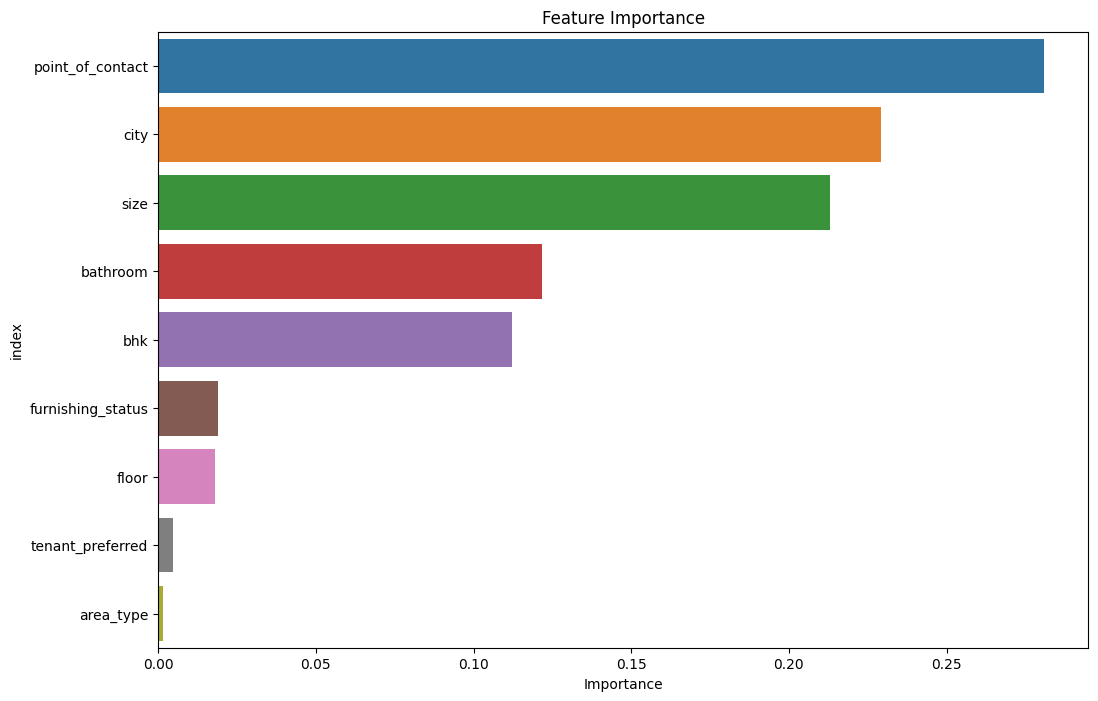 Feature Importance
point_of_contact
city
size
bathroom
bhk
furnishing_status
floor
tenant_preferred
area_type
index
0.00 0.05 0.10 0.15 0.20 0.25
Importance